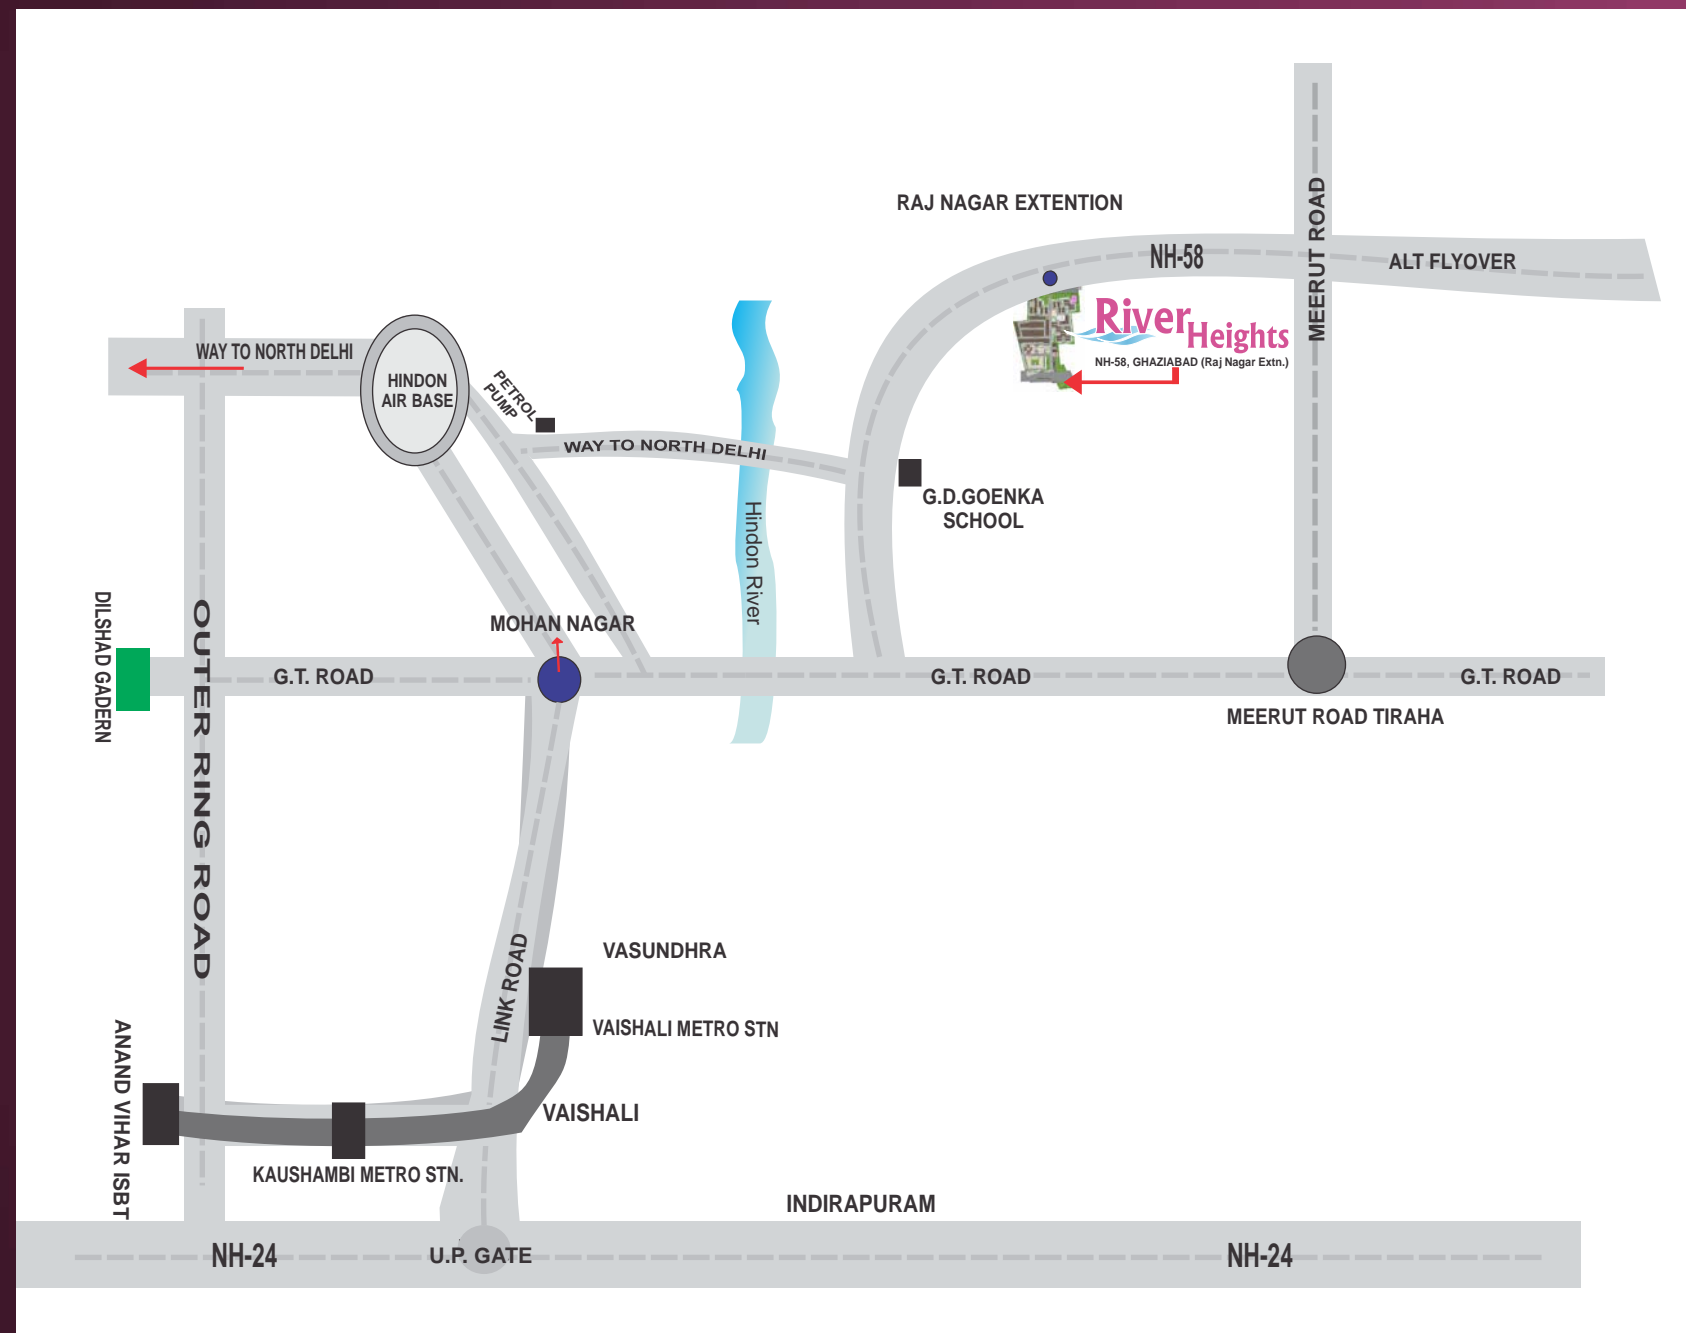 RAJ NAGAR EXTENTION
MEERUT ROAD
NH-58
ALT FLYOVER
River
Heights
NH-58, GHAZIABAD (Raj Nagar Extn.)
WAY TO NORTH DELHI
HINDON
AIR BASE
PETROL
PUMP
WAY TO NORTH DELHI
G.D.GOENKA
SCHOOL
Hindon River
DILSHAD GADERN
OUTER RING ROAD
MOHAN NAGAR
G.T. ROAD
G.T. ROAD
G.T. ROAD
MEERUT ROAD TIRAHA
LINK ROAD
VASUNDHRA
VAISHALI METRO STN
ANAND VIHAR ISBT
VAISHALI
KAUSHAMBI METRO STN.
INDIRAPURAM
NH-24
U.P. GATE
NH-24